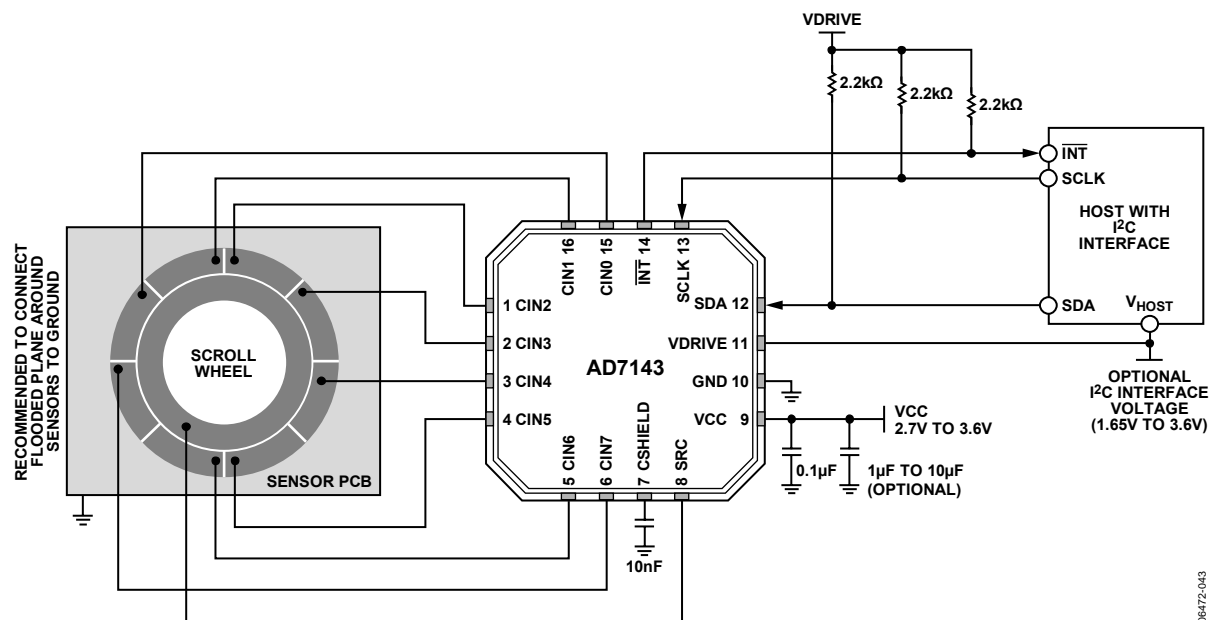 VDRIVE
2.2kΩ
2.2kΩ
2.2kΩ
INT
SCLK
HOST WITH
I2C
INTERFACE
SDA
VHOST
OPTIONAL
I2C INTERFACE
VOLTAGE
(1.65V TO 3.6V)
RECOMMENDED TO CONNECT
FLOODED PLANE AROUND
SENSORS TO GROUND
SCROLL
WHEEL
SENSOR PCB
CIN1 16
CIN0 15
INT 14
SCLK 13
1 CIN2
2 CIN3
3 CIN4
4 CIN5
AD7143
SDA 12
VDRIVE 11
GND 10
VCC 9
5 CIN6
6 CIN7
7 CSHIELD
8 SRC
VCC
2.7V TO 3.6V
0.1µF
1µF TO 10µF
(OPTIONAL)
10nF
06472-043